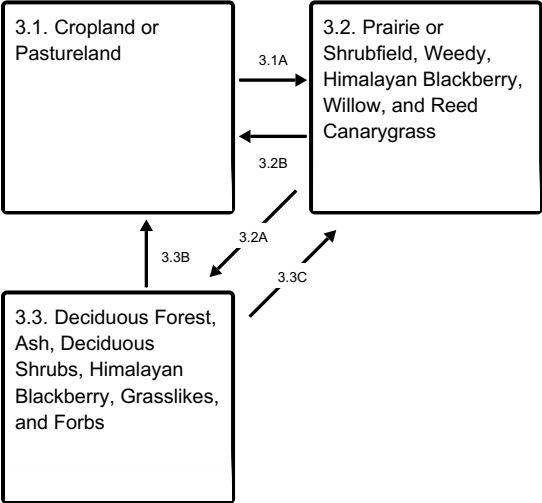 3.1. Cropland or
Pastureland
3.1A
3.2. Prairie or
Shrubfield, Weedy,
Himalayan Blackberry,
Willow, and Reed
Canarygrass
3.2B
3.2A
3.3B
3.3C
3.3. Deciduous Forest,
Ash, Deciduous
Shrubs, Himalayan
Blackberry, Grasslikes,
and Forbs